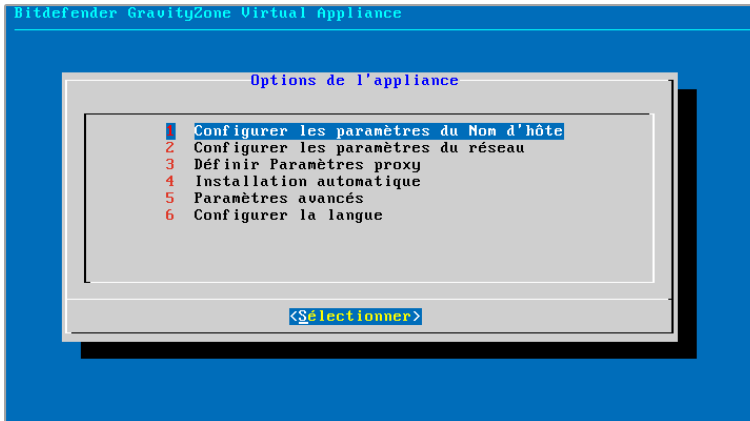 Bitdefender GravityZone Virtual Appliance
Options de l'appliance
1 Configurer les paramètres du Nom d'hôte
2 Configurer les paramètres du réseau
3 Définir Paramètres proxy
4 Installation automatique
5 Paramètres avancés
6 Configurer la langue
<Sélectionner>